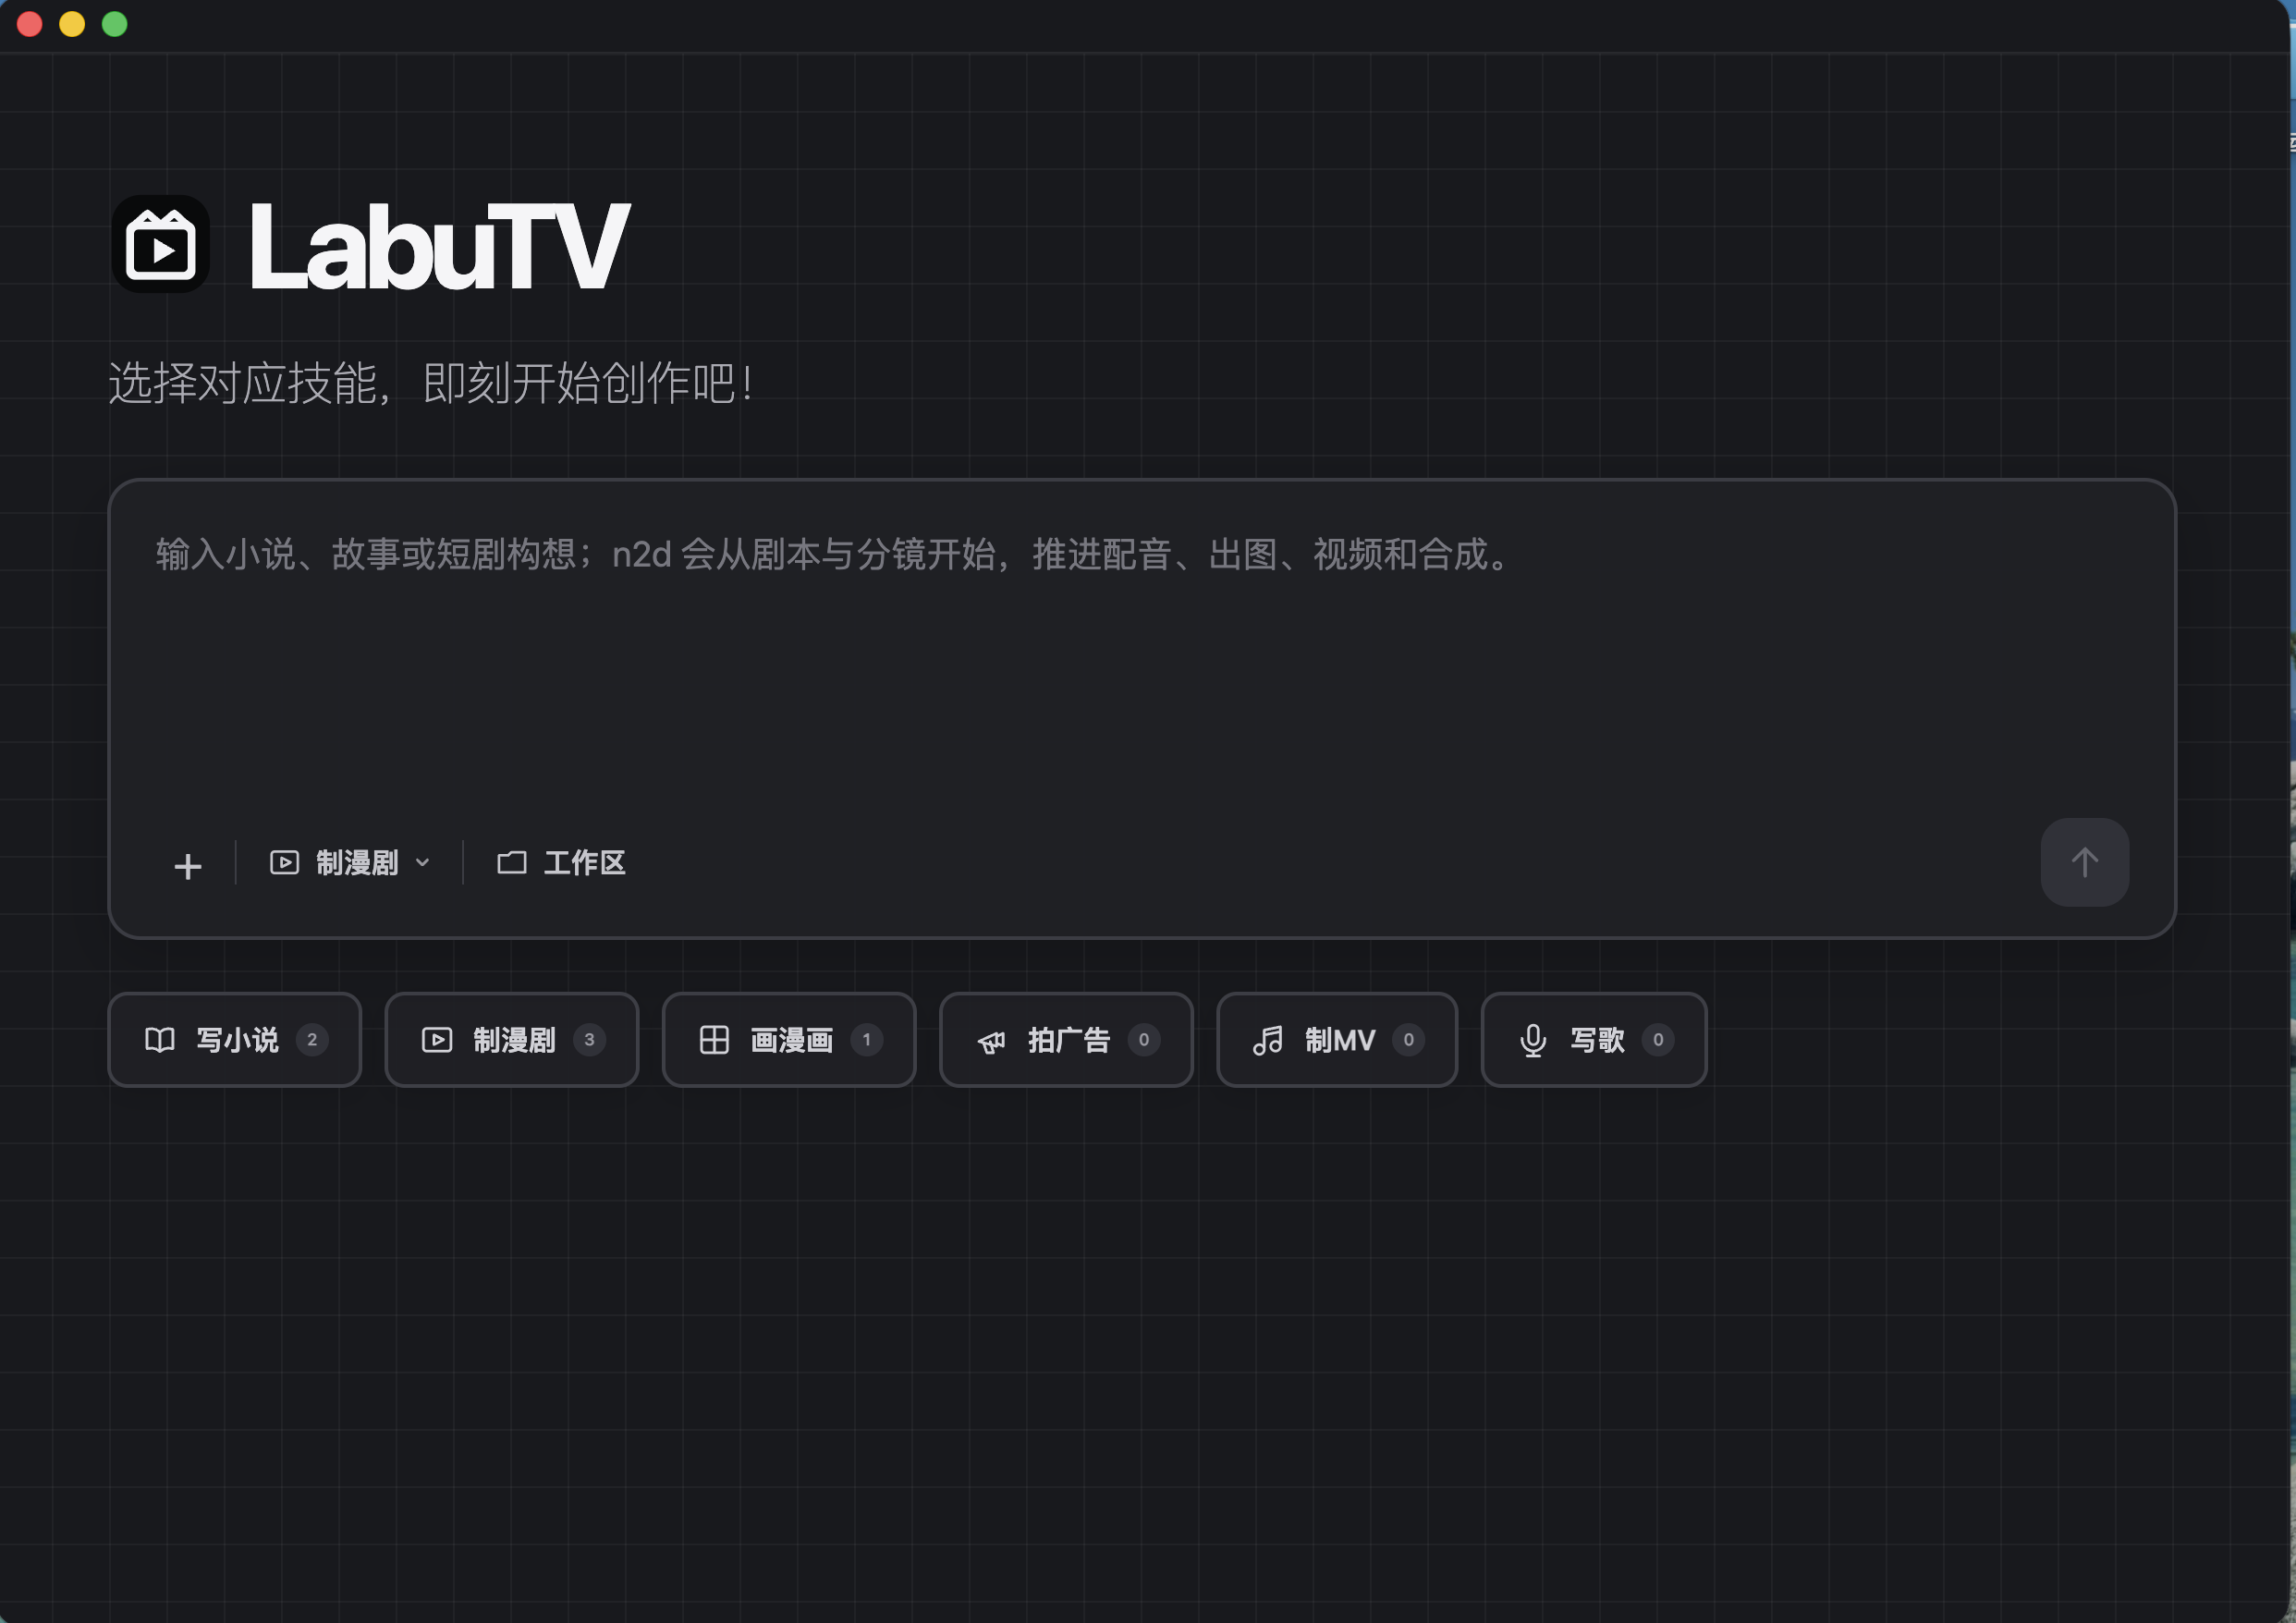 LabuTV
选择对应技能，即刻开始创作吧！
输入小说、故事或短剧构想；n2d 会从剧本与分镜开始，推进配音、出图、视频和合成。
制漫剧 工作区
写小说 2 制漫剧 3 画漫画 1 拍广告 0 制MV 0 写歌 0